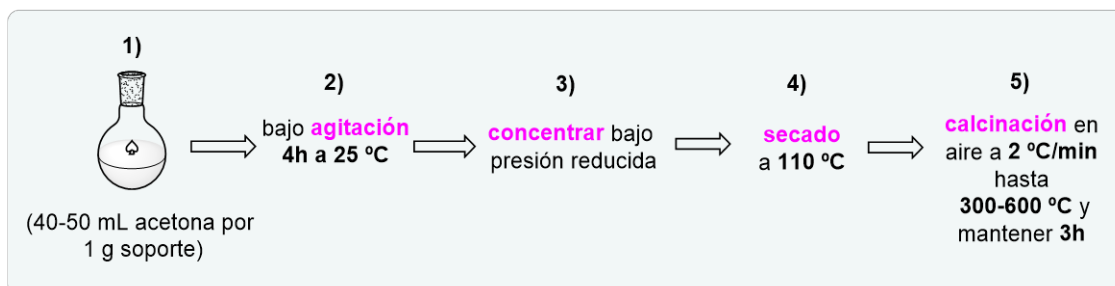 1)
(40-50 mL acetona por
1 g soporte)
2)
bajo agitación
4h a 25 ºC
3)
concentrar bajo
presión reducida
4)
secado
a 110 ºC
5)
calcinación en
aire a 2 ºC/min
hasta
300-600 ºC y
mantener 3h